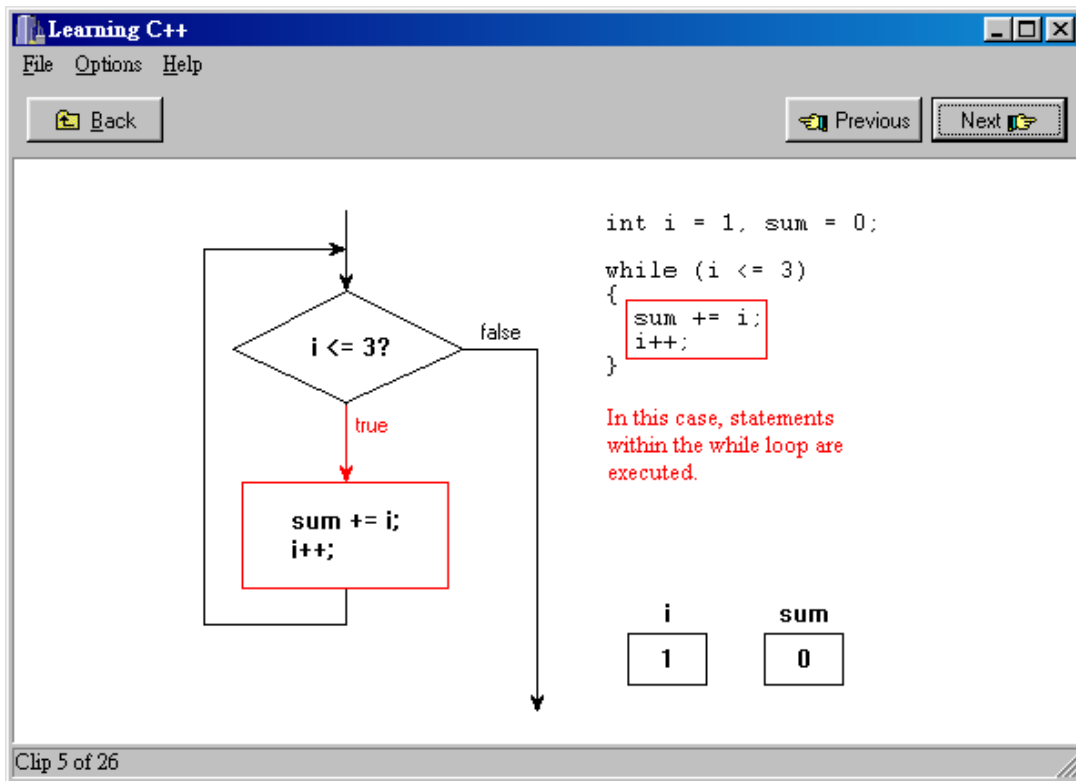 Learning C++
File Options Help
Back Previous Next
int i = 1, sum = 0;
while (i <= 3)
{
sum += i;
i++;
}
In this case, statements
within the while loop are
executed.
i <= 3?
false
true
sum += i;
i++;
i sum
1 0
Clip 5 of 26